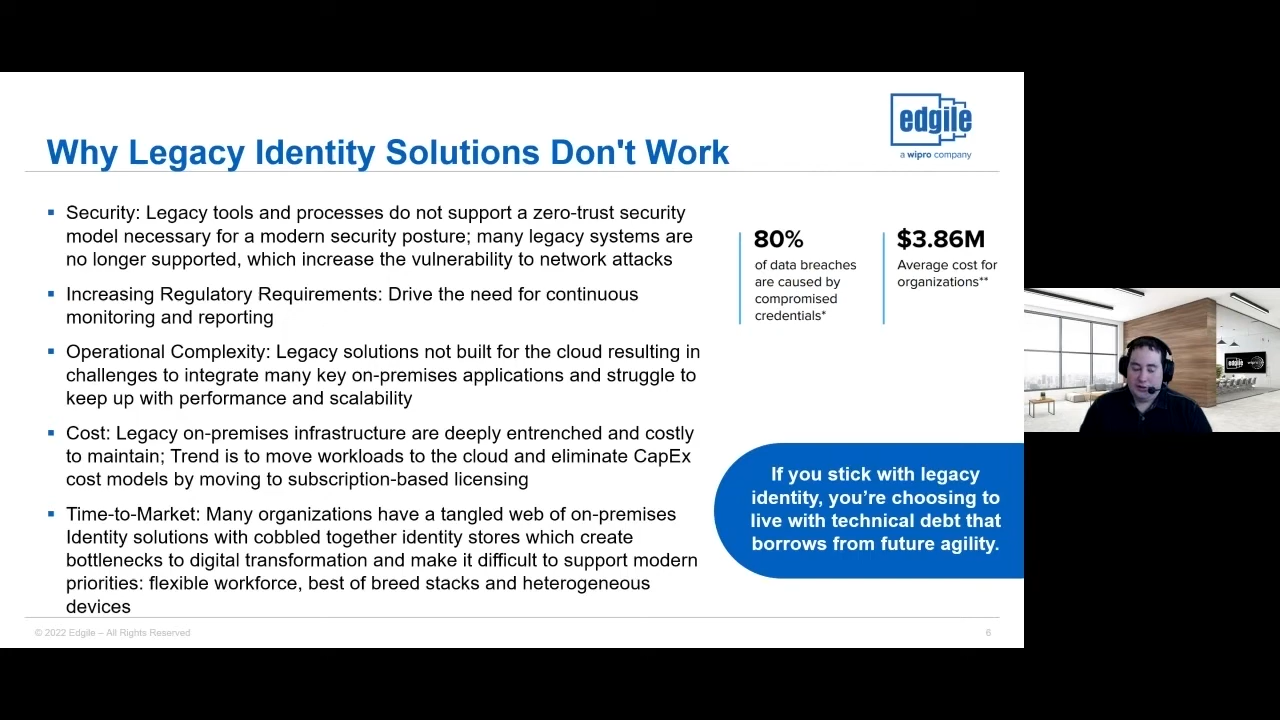 edgile
a wipro company
Why Legacy Identity Solutions Don't Work
▪ Security: Legacy tools and processes do not support a zero-trust security
model necessary for a modern security posture; many legacy systems are
no longer supported, which increase the vulnerability to network attacks
▪ Increasing Regulatory Requirements: Drive the need for continuous
monitoring and reporting
▪ Operational Complexity: Legacy solutions not built for the cloud resulting in
challenges to integrate many key on-premises applications and struggle to
keep up with performance and scalability
▪ Cost: Legacy on-premises infrastructure are deeply entrenched and costly
to maintain; Trend is to move workloads to the cloud and eliminate CapEx
cost models by moving to subscription-based licensing
▪ Time-to-Market: Many organizations have a tangled web of on-premises
Identity solutions with cobbled together identity stores which create
bottlenecks to digital transformation and make it difficult to support modern
priorities: flexible workforce, best of breed stacks and heterogeneous
devices
80%
of data breaches
are caused by
compromised
credentials*
$3.86M
Average cost for
organizations**
If you stick with legacy
identity, you’re choosing to
live with technical debt that
borrows from future agility.
edgile
wipro
© 2022 Edgile – All Rights Reserved
6